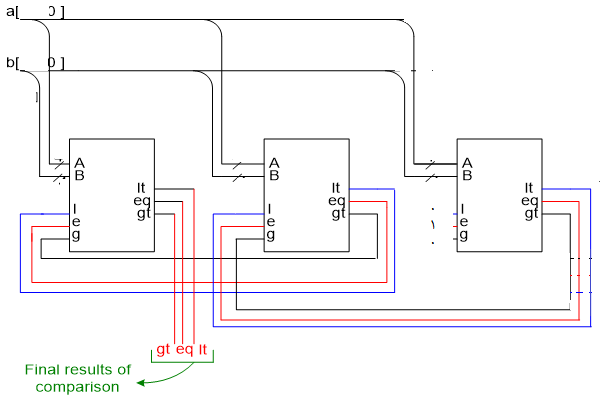 a[ 0 ]
b[ 0 ]
]
A
B
lt
eq
gt
l
e
g
A
B
lt
eq
gt
l
e
g
A
B
lt
eq
gt
l
e
g
gt eq lt
Final results of
comparison